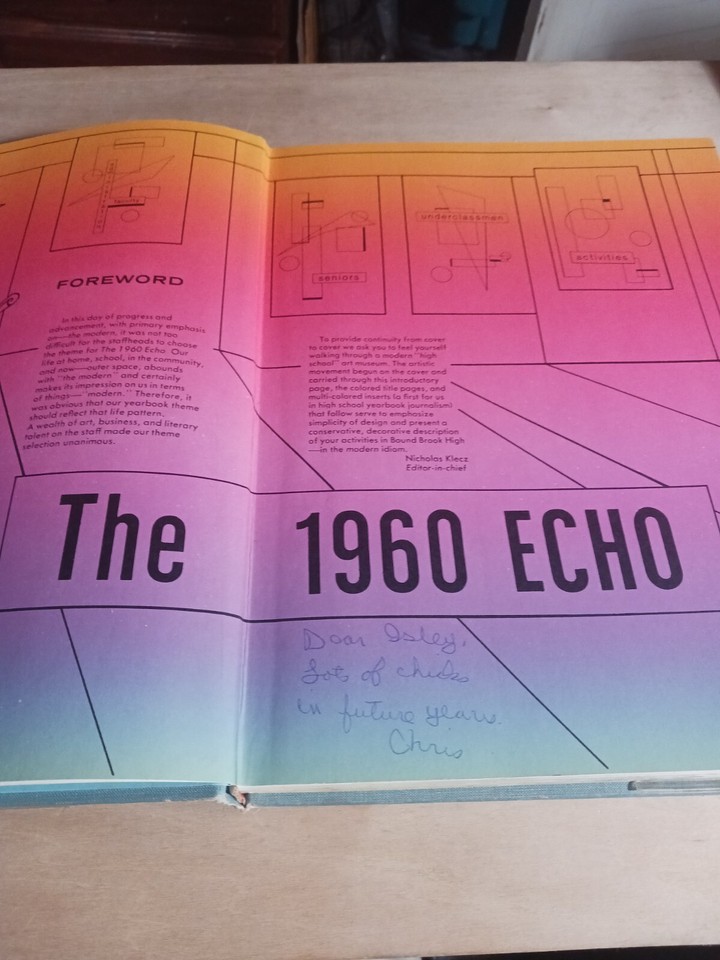 faculty
seniors
underclassmen
activities
FOREWORD
In this day of progress and
advancement, with primary emphasis
on—the modern, it was not too
difficult for the staffheads to choose
the theme for The 1960 Echo. Our
life at home, school, in the community,
and now—outer space, abounds
with "the modern" and certainly
makes its impression on us in terms
of things—"modern." Therefore, it
was obvious that our yearbook theme
should reflect that life pattern.
A wealth of art, business, and literary
talent on the staff made our theme
selection unanimous.
To provide continuity from cover
to cover we ask you to feel yourself
walking through a modern "high
school" art museum. The artistic
movement begun on the cover and
carried through this introductory
page, the colored title pages, and
multi-colored inserts (a first for us
in high school yearbook journalism)
that follow serve to emphasize
simplicity of design and present a
conservative, decorative description
of your activities in Bound Brook High
—in the modern idiom.
Nicholas Klecz
Editor-in-chief
The 1960 ECHO
Dear Isley,
Lots of chicks
in future years.
Chris